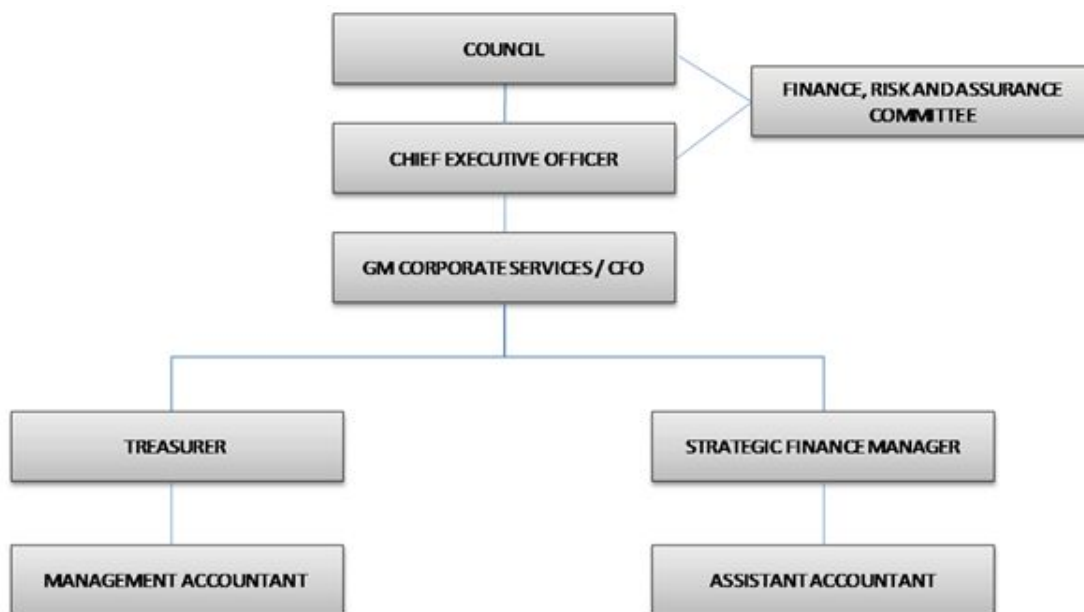 COUNCIL
FINANCE, RISK AND ASSURANCE
COMMITTEE
CHIEF EXECUTIVE OFFICER
GM CORPORATE SERVICES / CFO
TREASURER
STRATEGIC FINANCE MANAGER
MANAGEMENT ACCOUNTANT
ASSISTANT ACCOUNTANT